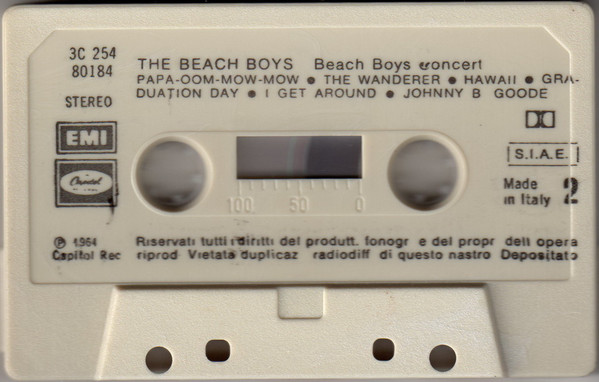 3C 254
80184
STEREO
EMI
Capitol
THE BEACH BOYS Beach Boys concert
PAPA-OOM-MOW-MOW ● THE WANDERER ● HAWAII ● GRA-
DUATION DAY ● I GET AROUND ● JOHNNY B GOODE
S.I.A.E.
Made
in Italy
2
100 50 0
℗ 1964
Capitol Rec
Riservati tutti i diritti del produtt. fonogr e del propr dell opera
riprod Vietata duplicaz radiodiff di questo nastro Depositato